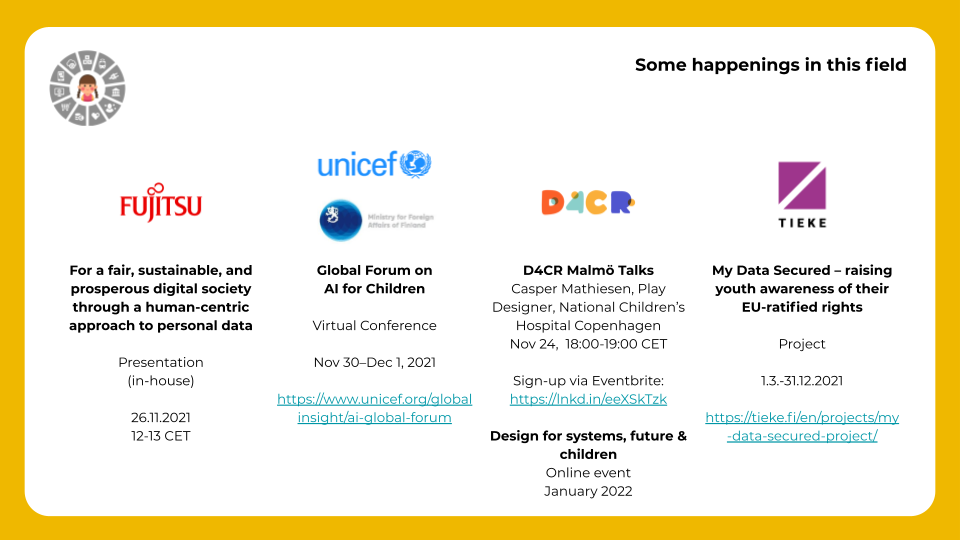 Some happenings in this field
FUJITSU
For a fair, sustainable, and
prosperous digital society
through a human-centric
approach to personal data
Presentation
(in-house)
26.11.2021
12-13 CET
unicef
Ministry for Foreign
Affairs of Finland
Global Forum on
AI for Children
Virtual Conference
Nov 30–Dec 1, 2021
https://www.unicef.org/global
insight/ai-global-forum
D4CR
D4CR Malmö Talks
Casper Mathiesen, Play
Designer, National Children's
Hospital Copenhagen
Nov 24,  18:00-19:00 CET
Sign-up via Eventbrite:
https://lnkd.in/eeXSkTzk
Design for systems, future &
children
Online event
January 2022
TIEKE
My Data Secured – raising
youth awareness of their
EU-ratified rights
Project
1.3.-31.12.2021
https://tieke.fi/en/projects/my
-data-secured-project/